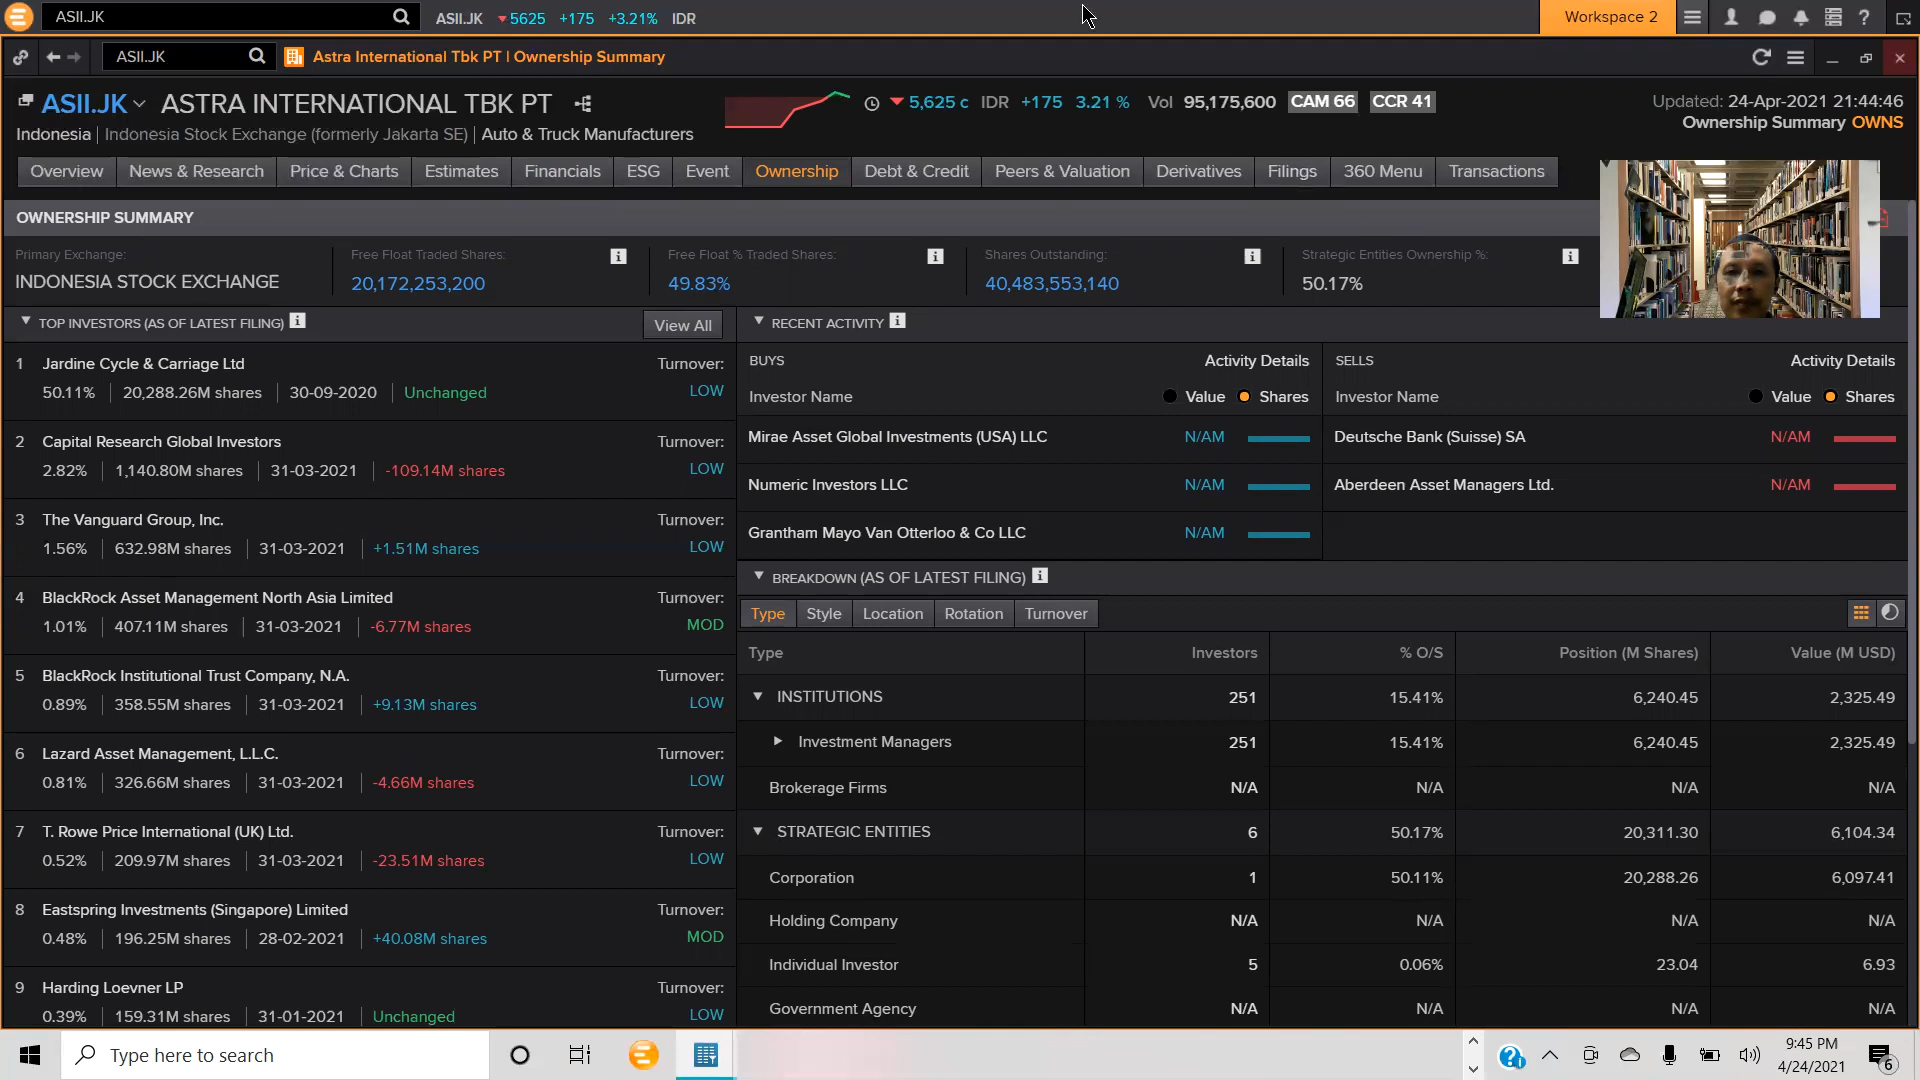 ASII.JK
ASII.JK 5625 +175 +3.21% IDR
Workspace 2
ASII.JK
Astra International Tbk PT | Ownership Summary
ASII.JK ASTRA INTERNATIONAL TBK PT
5,625 c IDR +175 3.21 % Vol 95,175,600 CAM 66 CCR 41
Updated: 24-Apr-2021 21:44:46
Indonesia | Indonesia Stock Exchange (formerly Jakarta SE) | Auto & Truck Manufacturers
Ownership Summary OWNS
Overview News & Research Price & Charts Estimates Financials ESG Event Ownership Debt & Credit Peers & Valuation Derivatives Filings 360 Menu Transactions
OWNERSHIP SUMMARY
Primary Exchange:
INDONESIA STOCK EXCHANGE
Free Float Traded Shares:
20,172,253,200
Free Float % Traded Shares:
49.83%
Shares Outstanding:
40,483,553,140
Strategic Entities Ownership %:
50.17%
TOP INVESTORS (AS OF LATEST FILING)
View All
1 Jardine Cycle & Carriage Ltd Turnover:
50.11% 20,288.26M shares 30-09-2020 Unchanged LOW
2 Capital Research Global Investors Turnover:
2.82% 1,140.80M shares 31-03-2021 -109.14M shares LOW
3 The Vanguard Group, Inc. Turnover:
1.56% 632.98M shares 31-03-2021 +1.51M shares LOW
4 BlackRock Asset Management North Asia Limited Turnover:
1.01% 407.11M shares 31-03-2021 -6.77M shares MOD
5 BlackRock Institutional Trust Company, N.A. Turnover:
0.89% 358.55M shares 31-03-2021 +9.13M shares LOW
6 Lazard Asset Management, L.L.C. Turnover:
0.81% 326.66M shares 31-03-2021 -4.66M shares LOW
7 T. Rowe Price International (UK) Ltd. Turnover:
0.52% 209.97M shares 31-03-2021 -23.51M shares LOW
8 Eastspring Investments (Singapore) Limited Turnover:
0.48% 196.25M shares 28-02-2021 +40.08M shares MOD
9 Harding Loevner LP Turnover:
0.39% 159.31M shares 31-01-2021 Unchanged LOW
RECENT ACTIVITY
BUYS Activity Details
Investor Name Value Shares
Mirae Asset Global Investments (USA) LLC N/AM
Numeric Investors LLC N/AM
Grantham Mayo Van Otterloo & Co LLC N/AM
SELLS Activity Details
Investor Name Value Shares
Deutsche Bank (Suisse) SA N/AM
Aberdeen Asset Managers Ltd. N/AM
BREAKDOWN (AS OF LATEST FILING)
Type Style Location Rotation Turnover
Type Investors % O/S Position (M Shares) Value (M USD)
INSTITUTIONS 251 15.41% 6,240.45 2,325.49
Investment Managers 251 15.41% 6,240.45 2,325.49
Brokerage Firms N/A N/A N/A N/A
STRATEGIC ENTITIES 6 50.17% 20,311.30 6,104.34
Corporation 1 50.11% 20,288.26 6,097.41
Holding Company N/A N/A N/A N/A
Individual Investor 5 0.06% 23.04 6.93
Government Agency N/A N/A N/A N/A
Type here to search
9:45 PM
4/24/2021
6